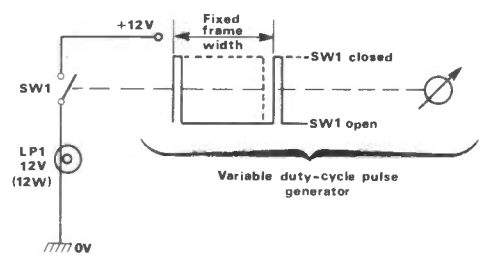 +12V
Fixed
frame
width
SW1 closed
SW1
SW1 open
LP1
12V
(12W)
Variable duty-cycle pulse
generator
0V